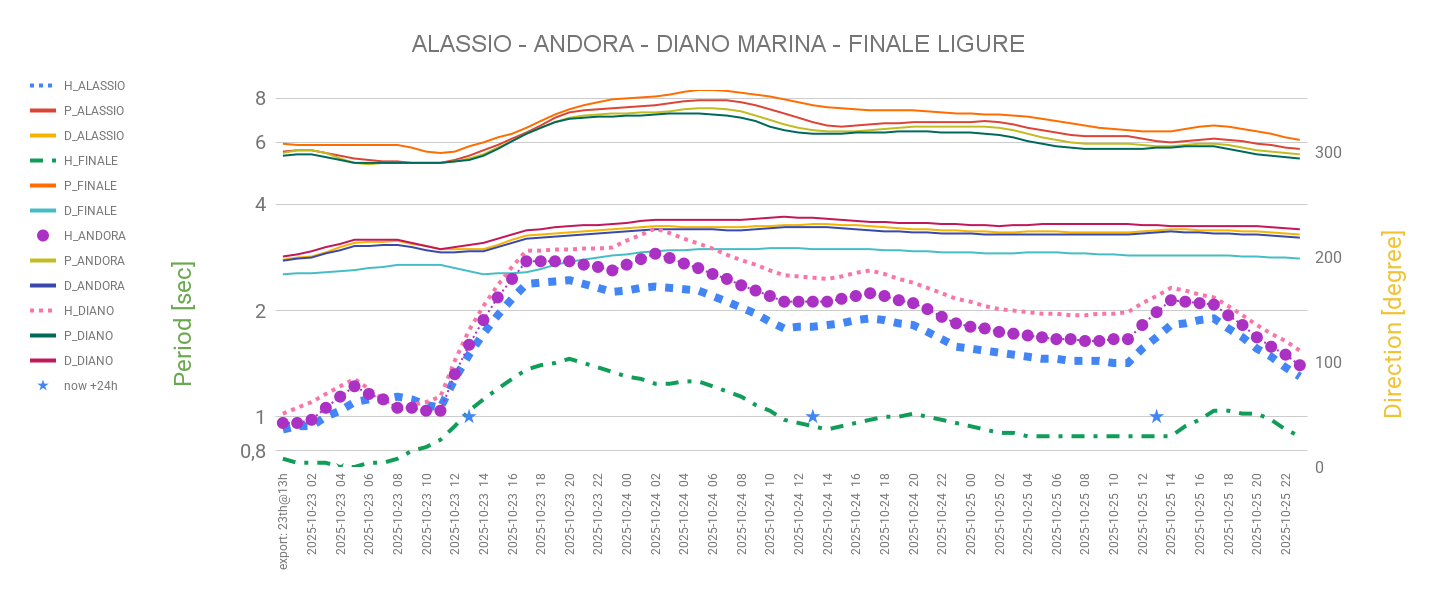 ALASSIO - ANDORA - DIANO MARINA - FINALE LIGURE
H_ALASSIO
P_ALASSIO
D_ALASSIO
H_FINALE
P_FINALE
D_FINALE
H_ANDORA
P_ANDORA
D_ANDORA
H_DIANO
P_DIANO
D_DIANO
now +24h
Period [sec]
8
6
4
2
1
0,8
300
200
100
0
Direction [degree]
export: 23th@13h
2025-10-23 02
2025-10-23 04
2025-10-23 06
2025-10-23 08
2025-10-23 10
2025-10-23 12
2025-10-23 14
2025-10-23 16
2025-10-23 18
2025-10-23 20
2025-10-24 00
2025-10-24 02
2025-10-24 04
2025-10-24 06
2025-10-24 08
2025-10-24 10
2025-10-24 12
2025-10-24 14
2025-10-24 16
2025-10-24 18
2025-10-24 20
2025-10-24 22
2025-10-25 00
2025-10-25 02
2025-10-25 04
2025-10-25 06
2025-10-25 08
2025-10-25 10
2025-10-25 12
2025-10-25 14
2025-10-25 16
2025-10-25 18
2025-10-25 20
2025-10-25 22